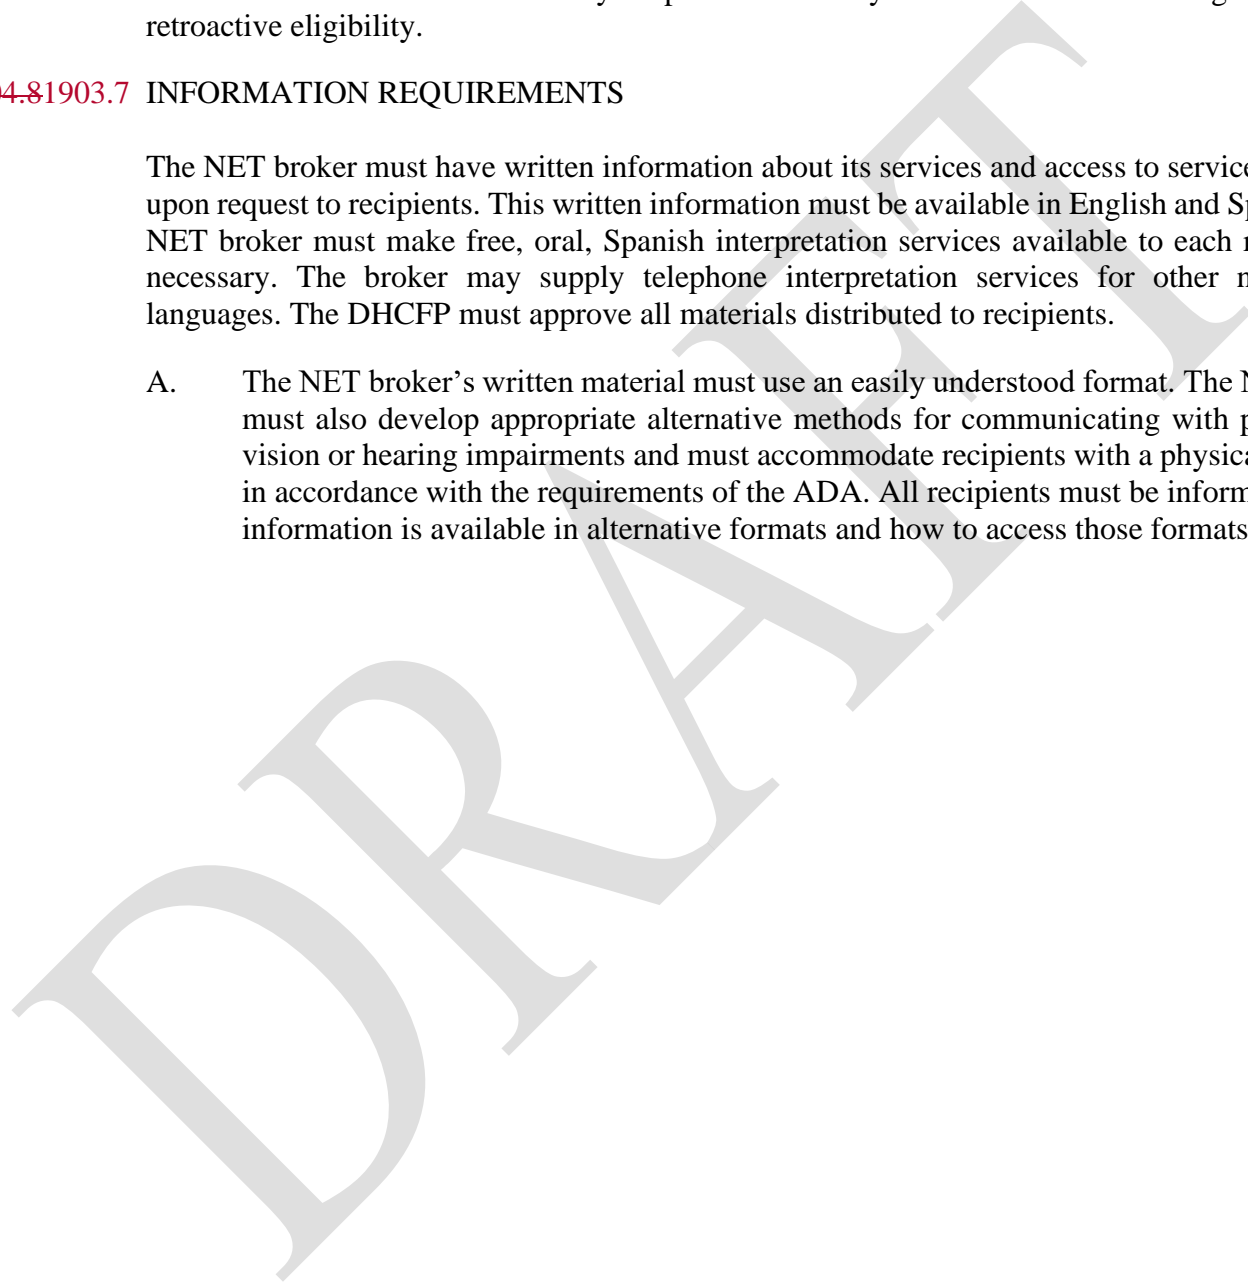 retroactive eligibility.
4.81903.7 INFORMATION REQUIREMENTS
The NET broker must have written information about its services and access to service
upon request to recipients. This written information must be available in English and Sp
NET broker must make free, oral, Spanish interpretation services available to each
necessary. The broker may supply telephone interpretation services for other
languages. The DHCFP must approve all materials distributed to recipients.
A. The NET broker's written material must use an easily understood format. The N
must also develop appropriate alternative methods for communicating with p
vision or hearing impairments and must accommodate recipients with a physica
in accordance with the requirements of the ADA. All recipients must be inform
information is available in alternative formats and how to access those formats
DRAFT